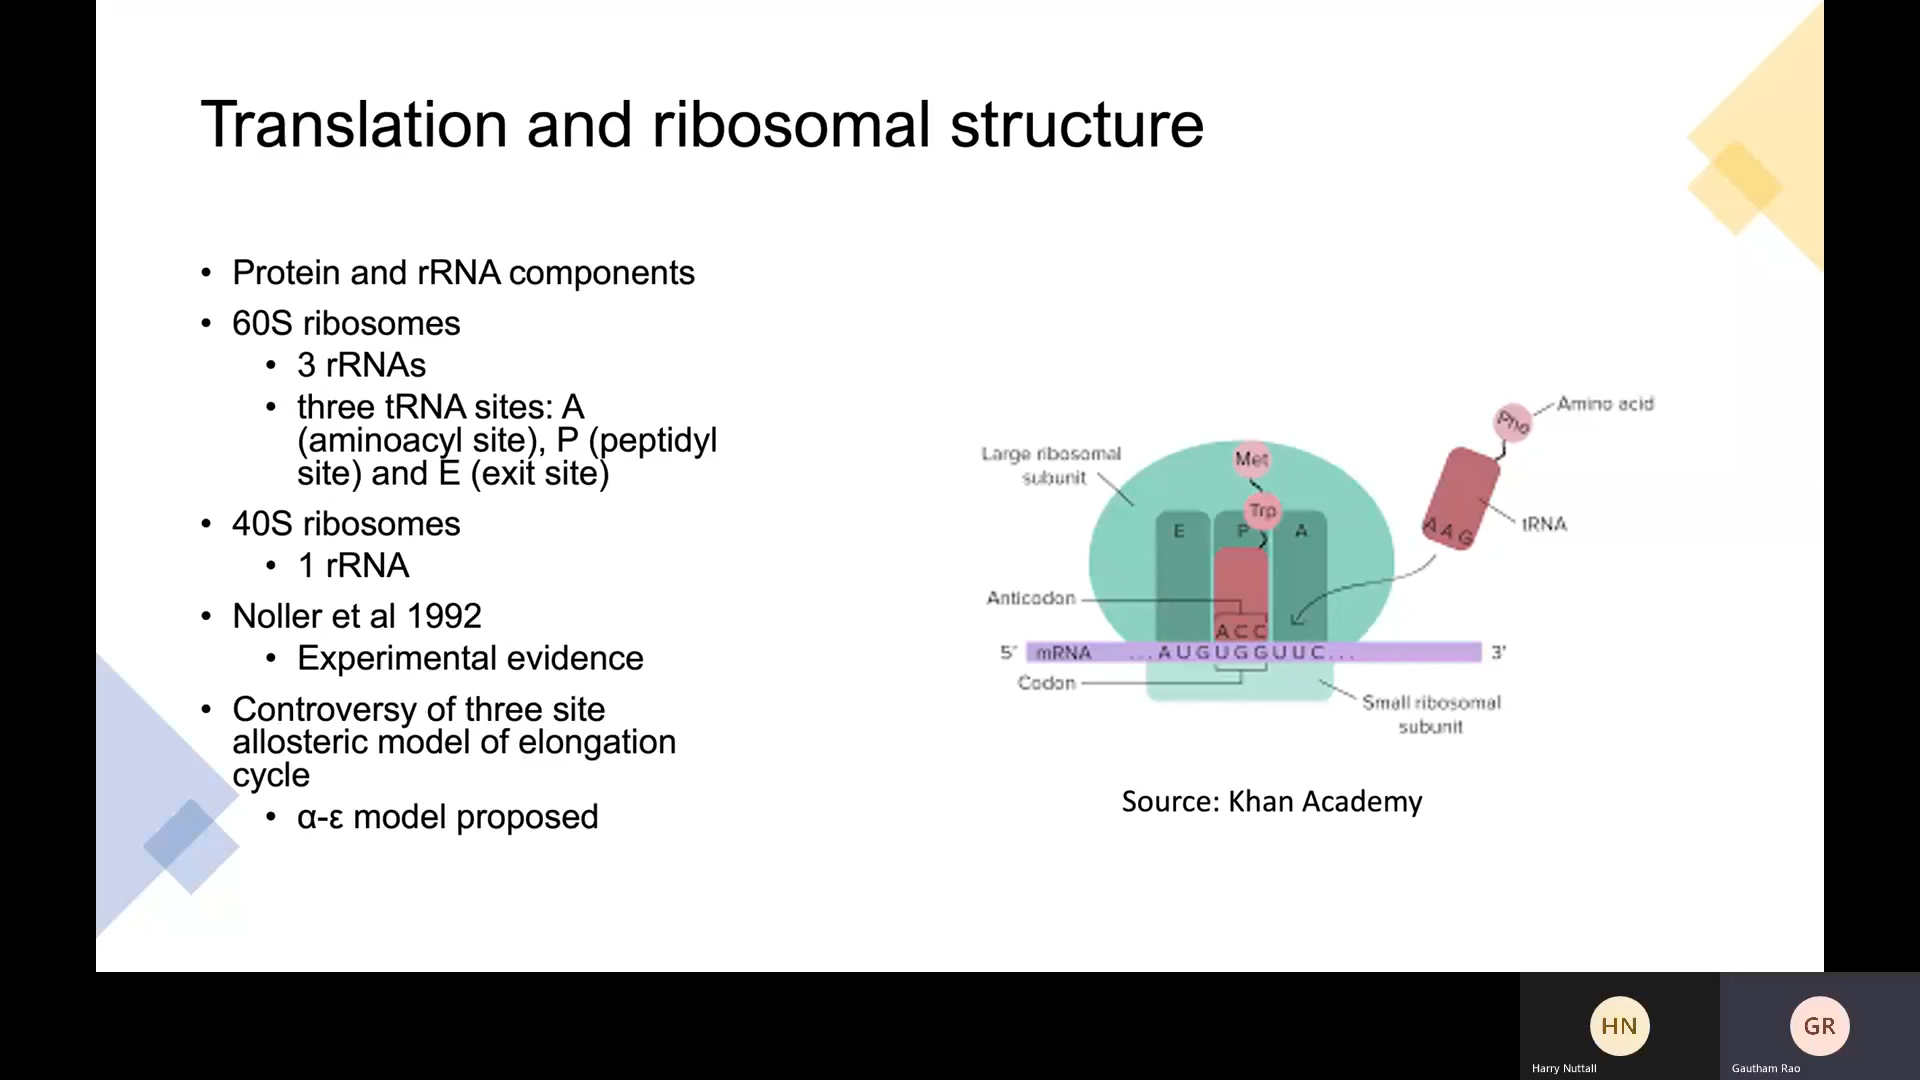 Translation and ribosomal structure
• Protein and rRNA components
• 60S ribosomes
• 3 rRNAs
• three tRNA sites: A
(aminoacyl site), P (peptidyl
site) and E (exit site)
• 40S ribosomes
• 1 rRNA
• Noller et al 1992
• Experimental evidence
• Controversy of three site
allosteric model of elongation
cycle
• α-ε model proposed
Amino acid
Phe
tRNA
AAG
Large ribosomal
subunit
Met
Trp
E P A
Anticodon
ACC
5' mRNA ...AUGUGGUUC... 3'
Codon
Small ribosomal
subunit
Source: Khan Academy
HN
Harry Nuttall
GR
Gautham Rao